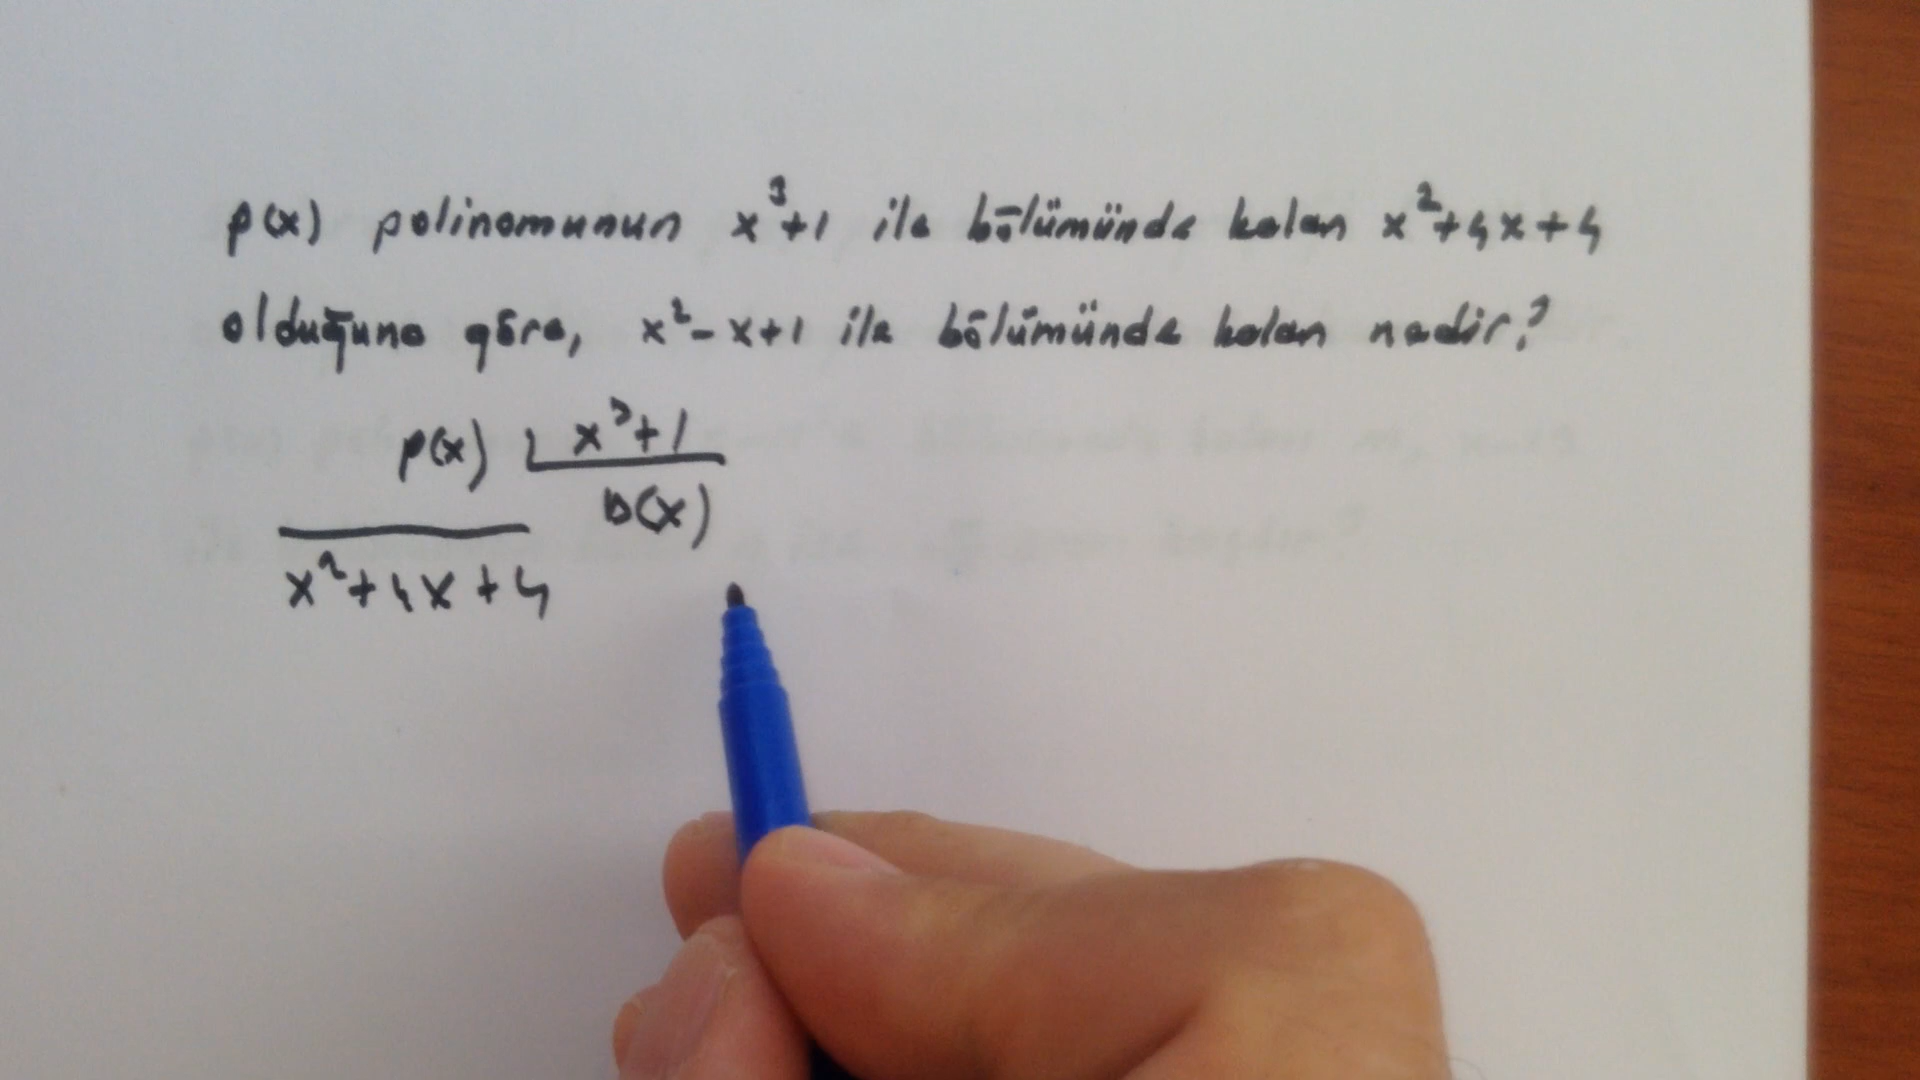 p(x) polinomunun x³+1 ile bölümünde kalan x²+4x+4
olduğuna göre, x²-x+1 ile bölümünde kalan nedir?
p(x) x³+1
b(x)
x²+4x+4